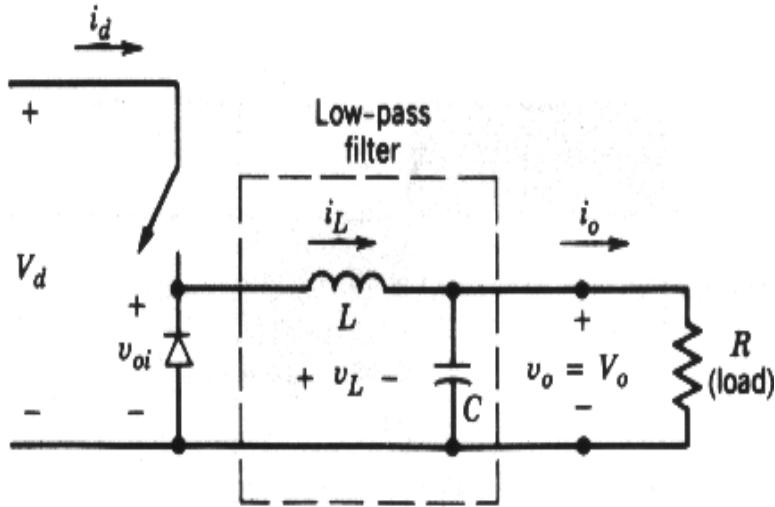 i_d
+
Low-pass
filter
i_L
i_o
V_d
+
L
+
v_oi
+ v_L -
C
v_o = V_o
R
(load)
-
-
-